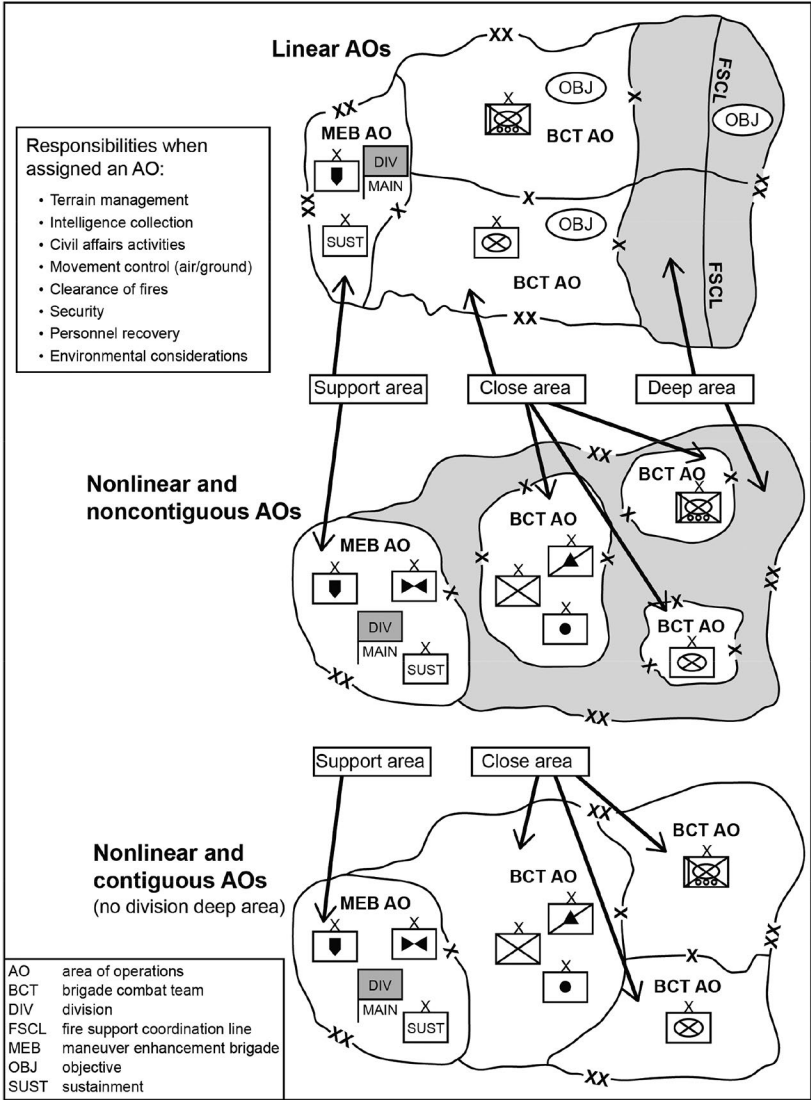 Linear AOs
XX
OBJ
FSCL
OBJ
XX
X
X
BCT AO
MEB AO
X
DIV
MAIN
Responsibilities when
assigned an AO:
• Terrain management
• Intelligence collection
• Civil affairs activities
• Movement control (air/ground)
• Clearance of fires
• Security
• Personnel recovery
• Environmental considerations
XX
X
X
XX
X
SUST
X
OBJ
X
BCT AO
FSCL
XX
Support area
Close area
Deep area
Nonlinear and
noncontiguous AOs
XX
BCT AO
X
X
X
X
BCT AO
X
MEB AO
X
X
X
DIV
MAIN
X
SUST
XX
X
X
X
X
X
XX
XX
BCT AO
X
X
X
XX
Support area
Close area
Nonlinear and
contiguous AOs
(no division deep area)
XX
BCT AO
X
BCT AO
X
X
X
MEB AO
X
X
X
DIV
MAIN
X
SUST
XX
X
X
XX
BCT AO
X
XX
AO area of operations
BCT brigade combat team
DIV division
FSCL fire support coordination line
MEB maneuver enhancement brigade
OBJ objective
SUST sustainment